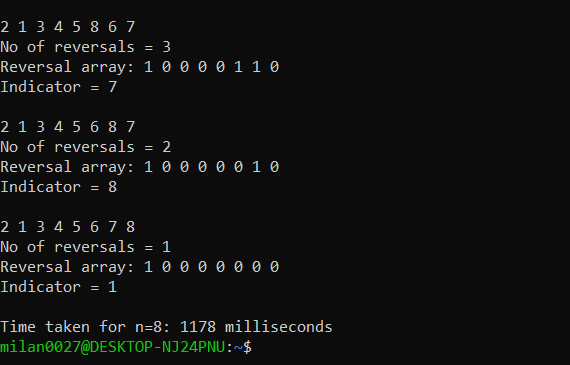 2 1 3 4 5 8 6 7
No of reversals = 3
Reversal array: 1 0 0 0 0 1 1 0
Indicator = 7
2 1 3 4 5 6 8 7
No of reversals = 2
Reversal array: 1 0 0 0 0 0 1 0
Indicator = 8
2 1 3 4 5 6 7 8
No of reversals = 1
Reversal array: 1 0 0 0 0 0 0 0
Indicator = 1
Time taken for n=8: 1178 milliseconds
milan0027@DESKTOP-NJ24PNU:~$